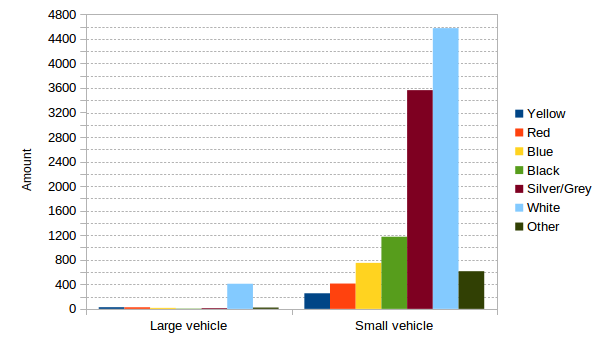 4800
4400
4000
3600
3200
2800
2400
2000
1600
1200
800
400
0
Amount
Large vehicle
Small vehicle
Yellow
Red
Blue
Black
Silver/Grey
White
Other